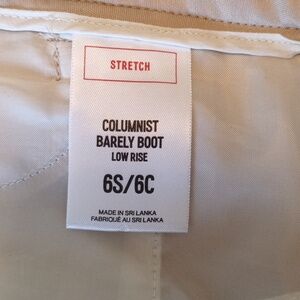 STRETCH
COLUMNIST
BARELY BOOT
LOW RISE
6S/6C
MADE IN SRI LANKA
FABRIQUÉ AU SRI LANKA